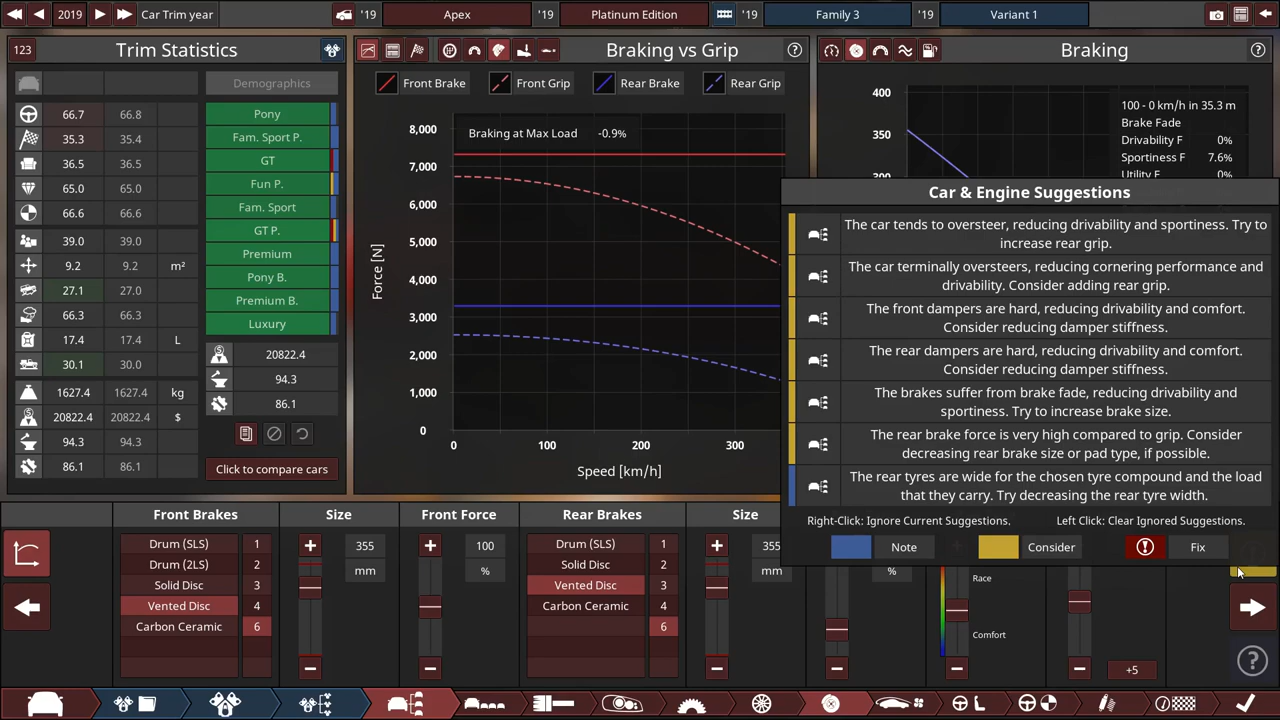 2019 Car Trim year '19 Apex '19 Platinum Edition '19 Family 3 '19 Variant 1
123 Trim Statistics
Demographics
66.7 66.8 Pony
35.3 35.4 Fam. Sport P.
36.5 36.5 GT
65.0 65.0 Fun P.
66.6 66.6 Fam. Sport
39.0 39.0 GT P.
9.2 9.2 m² Premium
27.1 27.0 Pony B.
66.3 66.3 Premium B.
17.4 17.4 L Luxury
30.1 30.0
1627.4 1627.4 kg
20822.4 20822.4 $
94.3 94.3
86.1 86.1
20822.4
94.3
86.1
Click to compare cars
Braking vs Grip ?
Front Brake Front Grip Rear Brake Rear Grip
Braking at Max Load -0.9%
8,000
7,000
6,000
5,000
4,000
3,000
2,000
1,000
0
Force [N]
0 100 200 300
Speed [km/h]
Braking ?
400
350
300
100 - 0 km/h in 35.3 m
Brake Fade
Drivability F 0%
Sportiness F 7.6%
Utility F 0%
Car & Engine Suggestions
The car tends to oversteer, reducing drivability and sportiness. Try to
increase rear grip.
The car terminally oversteers, reducing cornering performance and
drivability. Consider adding rear grip.
The front dampers are hard, reducing drivability and comfort.
Consider reducing damper stiffness.
The rear dampers are hard, reducing drivability and comfort.
Consider reducing damper stiffness.
The brakes suffer from brake fade, reducing drivability and
sportiness. Try to increase brake size.
The rear brake force is very high compared to grip. Consider
decreasing rear brake size or pad type, if possible.
The rear tyres are wide for the chosen tyre compound and the load
that they carry. Try decreasing the rear tyre width.
Right-Click: Ignore Current Suggestions. Left Click: Clear Ignored Suggestions.
Note Consider Fix
Front Brakes
Drum (SLS) 1
Drum (2LS) 2
Solid Disc 3
Vented Disc 4
Carbon Ceramic 6
Size
+ 355
mm
−
Front Force
+ 100
%
−
Rear Brakes
Drum (SLS) 1
Solid Disc 2
Vented Disc 3
Carbon Ceramic 4
6
Size
+ 355
mm
−
%
−
Race
Comfort
−
− +5
?